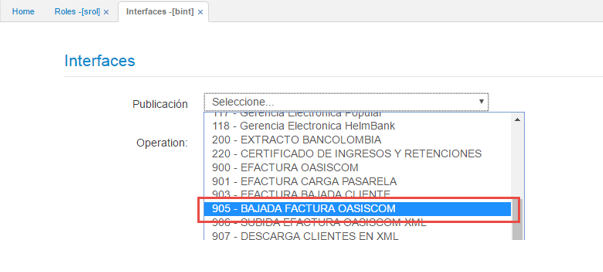 Home Roles -[srol] × Interfaces -[bint] ×
Interfaces
Publicación Seleccione...
117 - Gerencia Electronica Popular
118 - Gerencia Electronica HelmBank
Operation: 200 - EXTRACTO BANCOLOMBIA
220 - CERTIFICADO DE INGRESOS Y RETENCIONES
900 - EFACTURA OASISCOM
901 - EFACTURA CARGA PASARELA
903 - EFACTURA BAJADA CLIENTE
905 - BAJADA FACTURA OASISCOM
906 - SUBIDA EFACTURA OASISCOM XML
907 - DESCARGA CLIENTES EN XML